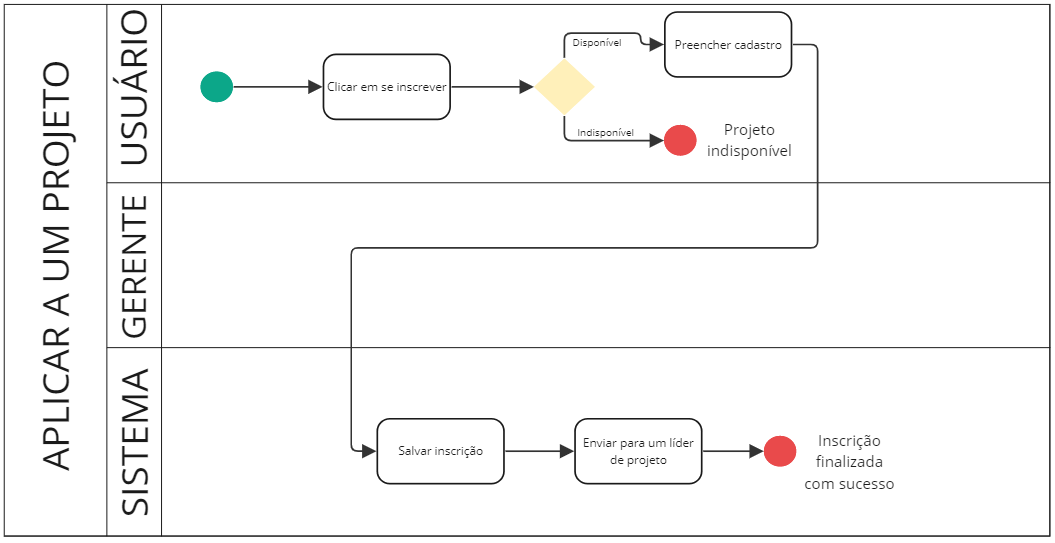 APLICAR A UM PROJETO
USUÁRIO
Clicar em se inscrever
Disponível
Preencher cadastro
Indisponível
Projeto
indisponível
GERENTE
SISTEMA
Salvar inscrição
Enviar para um líder
de projeto
Inscrição
finalizada
com sucesso